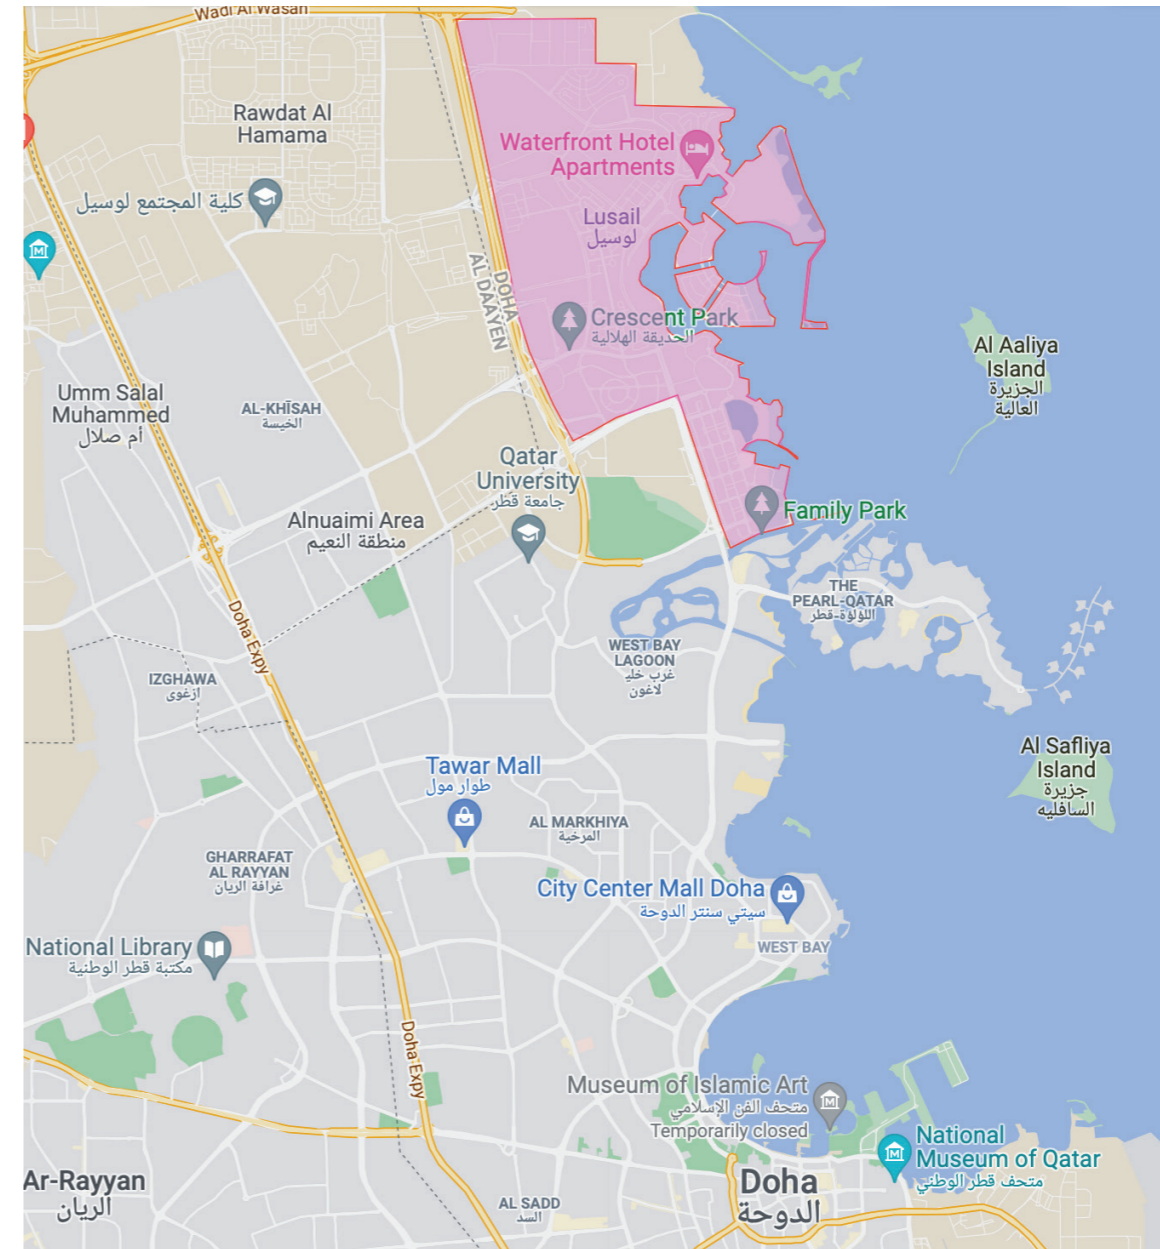 Wadi Al Wasah
Rawdat Al
Hamama
Waterfront Hotel
Apartments
كلية المجتمع لوسيل
Lusail
لوسيل
DOHA
AL DAAYEN
Crescent Park
الحديقة الهلالية
Al Aaliya
Island
الجزيرة
العالية
Umm Salal
Muhammed
أم صلال
AL-KHĪSAH
الخيسة
Qatar
University
جامعة قطر
Family Park
Alnuaimi Area
منطقة النعيم
THE
PEARL-QATAR
اللؤلؤة-قطر
Doha Expy
WEST BAY
LAGOON
غرب خليـ
لاغون
IZGHAWA
ازغوى
Al Safliya
Island
جزيرة
السافليه
Tawar Mall
طوار مول
AL MARKHIYA
المرخية
GHARRAFAT
AL RAYYAN
غرافة الريان
City Center Mall Doha
سيتي سنتر الدوحة
WEST BAY
National Library
مكتبة قطر الوطنية
Doha Expy
Museum of Islamic Art
متحف الفن الإسلامي
Temporarily closed
National
Museum of Qatar
متحف قطر الوطني
Ar-Rayyan
الريان
Doha
الدوحة
AL SADD
السد